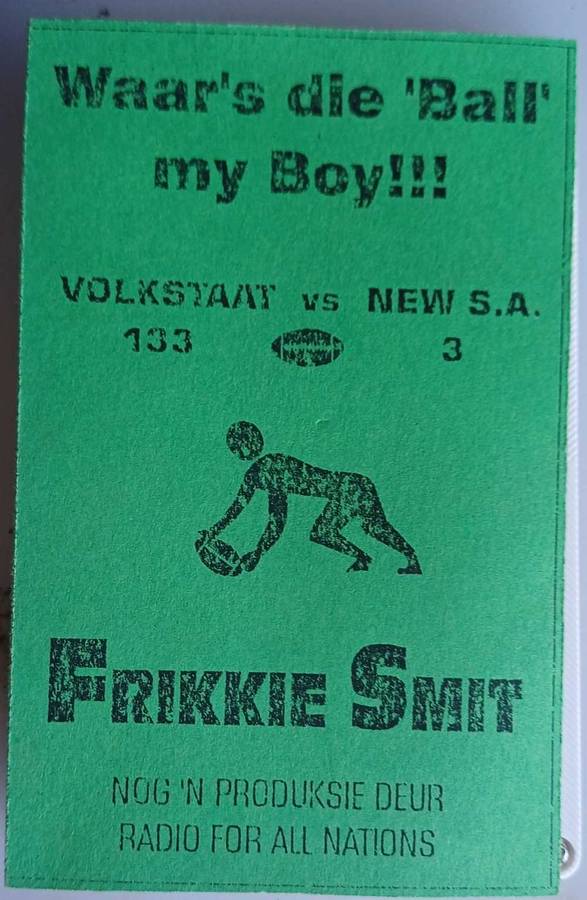 Waar's die 'Ball'
my Boy!!!
VOLKSTAAT vs NEW S.A.
133 3
FRIKKIE SMIT
NOG 'N PRODUKSIE DEUR
RADIO FOR ALL NATIONS